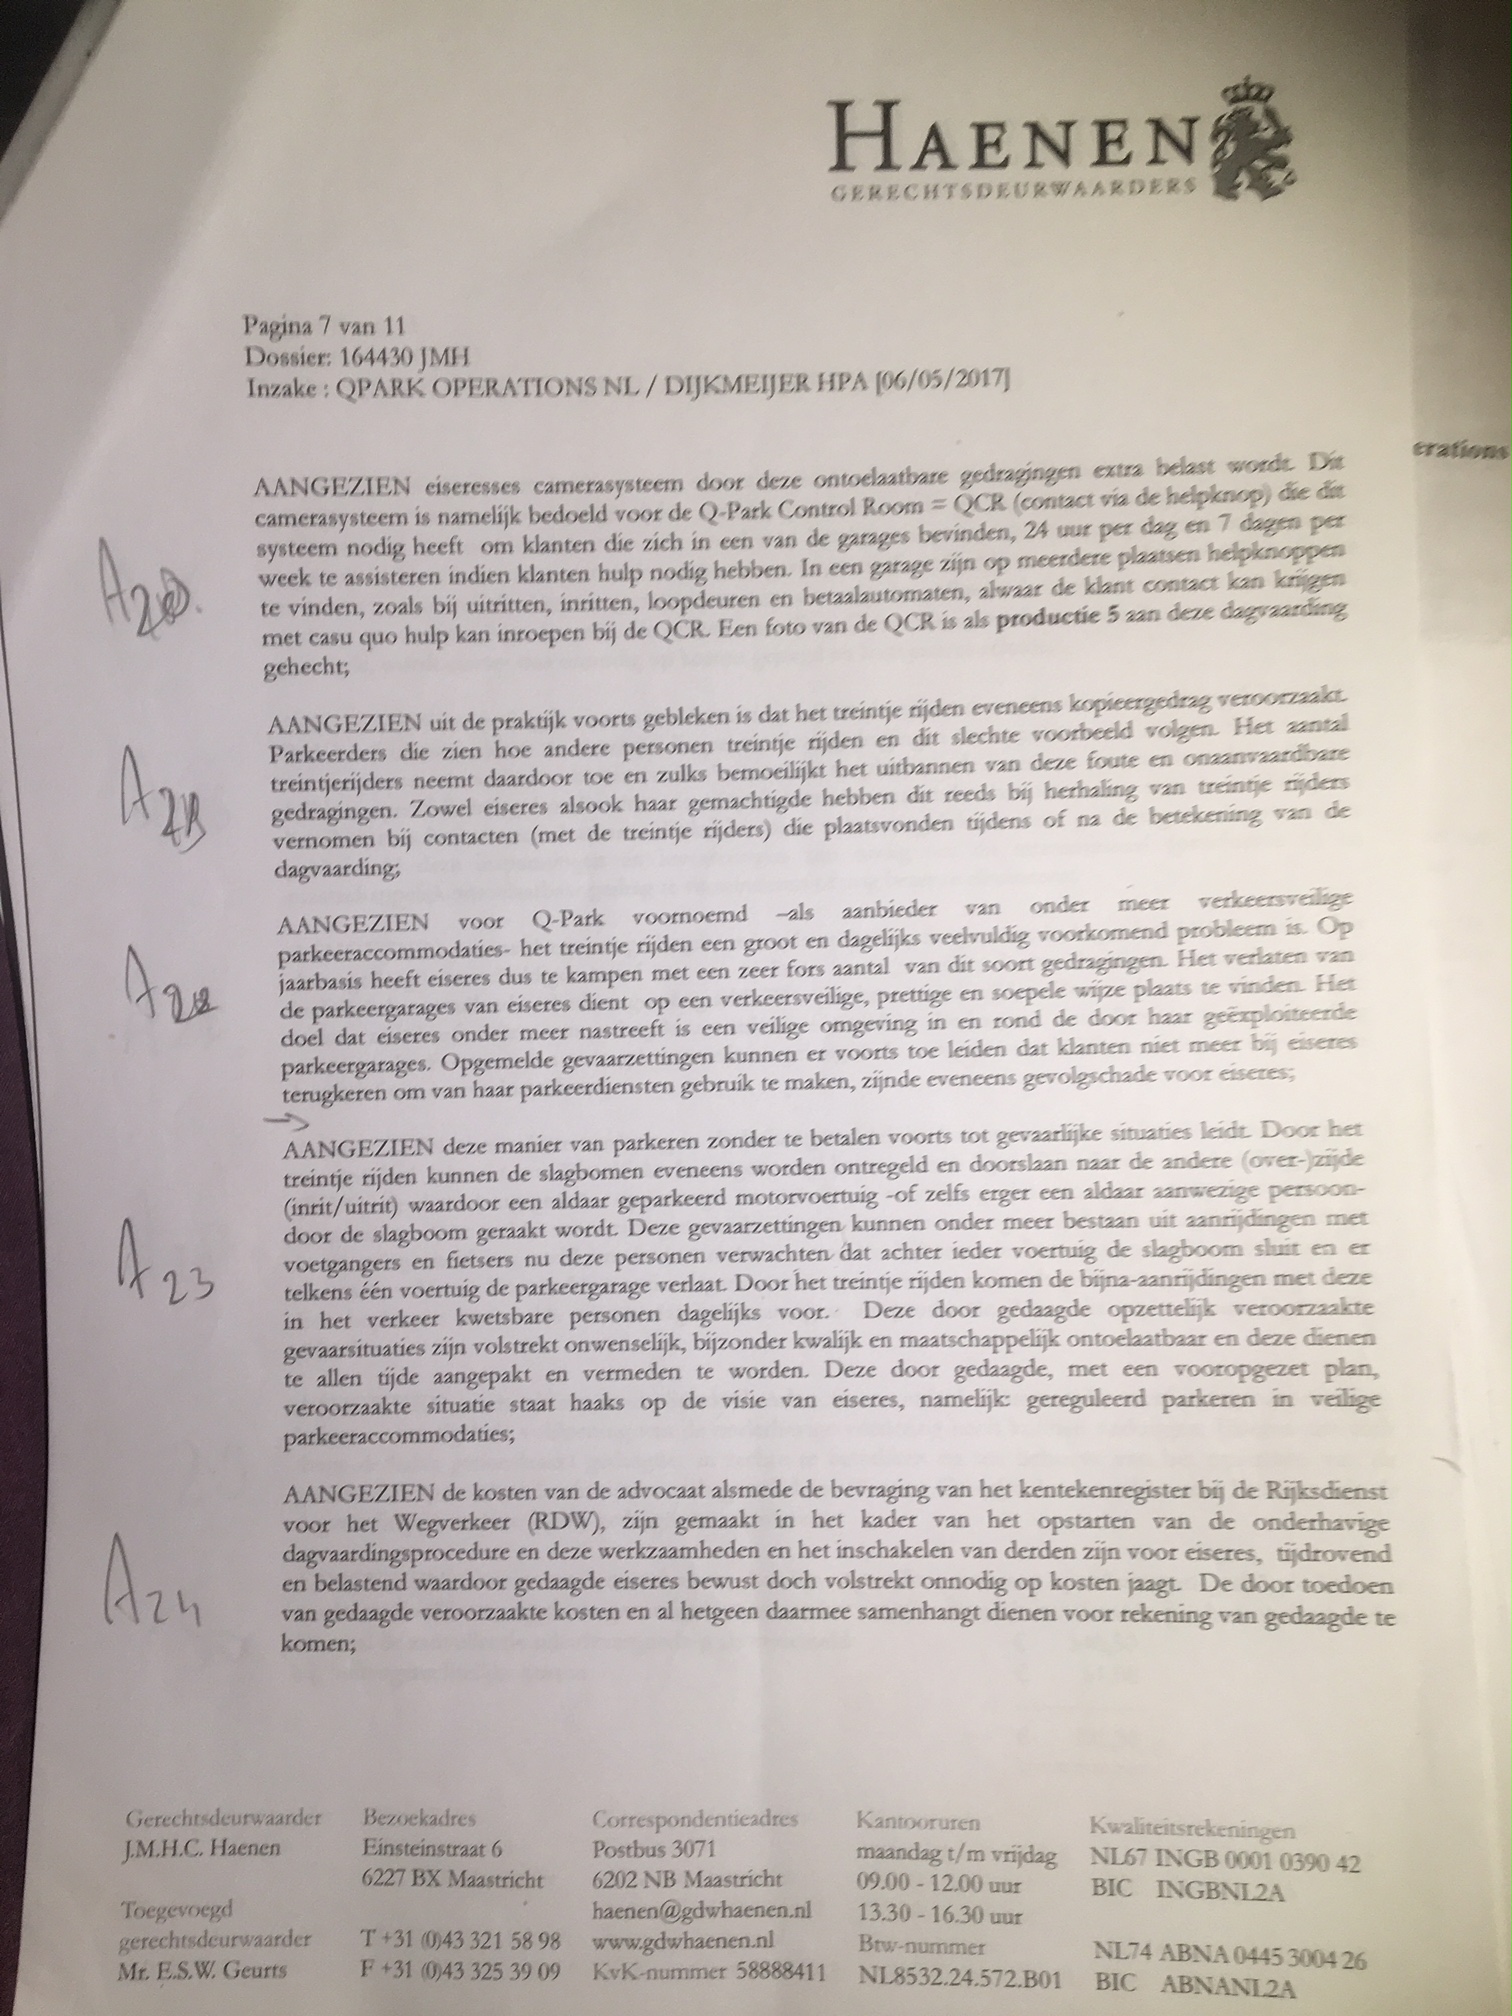 HAENEN
GERECHTSDEURWAARDERS
Pagina 7 van 11
Dossier: 164430 JMH
Inzake : QPARK OPERATIONS NL / DIJKMEIJER HPA [06/05/2017]
erations
AANGEZIEN eiseresses camerasysteem door deze ontoelaatbare gedragingen extra belast wordt. Dit
camerasysteem is namelijk bedoeld voor de Q-Park Control Room = QCR (contact via de helpknop) die dit
systeem nodig heeft om klanten die zich in een van de garages bevinden, 24 uur per dag en 7 dagen per
week te assisteren indien klanten hulp nodig hebben. In een garage zijn op meerdere plaatsen helpknoppen
te vinden, zoals bij uitritten, inritten, loopdeuren en betaalautomaten, alwaar de klant contact kan krijgen
met casu quo hulp kan inroepen bij de QCR. Een foto van de QCR is als productie 5 aan deze dagvaarding
gehecht;
A20.
AANGEZIEN uit de praktijk voorts gebleken is dat het treintje rijden eveneens kopieergedrag veroorzaakt.
Parkeerders die zien hoe andere personen treintje rijden en dit slechte voorbeeld volgen. Het aantal
treintjerijders neemt daardoor toe en zulks bemoeilijkt het uitbannen van deze foute en onaanvaardbare
gedragingen. Zowel eiseres alsook haar gemachtigde hebben dit reeds bij herhaling van treintje rijders
vernomen bij contacten (met de treintje rijders) die plaatsvonden tijdens of na de betekening van de
dagvaarding;
AANGEZIEN voor Q-Park voornoemd –als aanbieder van onder meer verkeersveilige
parkeeraccommodaties- het treintje rijden een groot en dagelijks veelvuldig voorkomend probleem is. Op
jaarbasis heeft eiseres dus te kampen met een zeer fors aantal van dit soort gedragingen. Het verlaten van
de parkeergarages van eiseres dient op een verkeersveilige, prettige en soepele wijze plaats te vinden. Het
doel dat eiseres onder meer nastreeft is een veilige omgeving in en rond de door haar geëxploiteerde
parkeergarages. Opgemelde gevaarzettingen kunnen er voorts toe leiden dat klanten niet meer bij eiseres
terugkeren om van haar parkeerdiensten gebruik te maken, zijnde eveneens gevolgschade voor eiseres;
AANGEZIEN deze manier van parkeren zonder te betalen voorts tot gevaarlijke situaties leidt. Door het
treintje rijden kunnen de slagbomen eveneens worden ontregeld en doorslaan naar de andere (over-)zijde
(inrit/uitrit) waardoor een aldaar geparkeerd motorvoertuig -of zelfs erger een aldaar aanwezige persoon-
door de slagboom geraakt wordt. Deze gevaarzettingen kunnen onder meer bestaan uit aanrijdingen met
voetgangers en fietsers nu deze personen verwachten dat achter ieder voertuig de slagboom sluit en er
telkens één voertuig de parkeergarage verlaat. Door het treintje rijden komen de bijna-aanrijdingen met deze
in het verkeer kwetsbare personen dagelijks voor. Deze door gedaagde opzettelijk veroorzaakte
gevaarsituaties zijn volstrekt onwenselijk, bijzonder kwalijk en maatschappelijk ontoelaatbaar en deze dienen
te allen tijde aangepakt en vermeden te worden. Deze door gedaagde, met een vooropgezet plan,
veroorzaakte situatie staat haaks op de visie van eiseres, namelijk: gereguleerd parkeren in veilige
parkeeraccommodaties;
A23
AANGEZIEN de kosten van de advocaat alsmede de bevraging van het kentekenregister bij de Rijksdienst
voor het Wegverkeer (RDW), zijn gemaakt in het kader van het opstarten van de onderhavige
dagvaardingsprocedure en deze werkzaamheden en het inschakelen van derden zijn voor eiseres, tijdrovend
en belastend waardoor gedaagde eiseres bewust doch volstrekt onnodig op kosten jaagt. De door toedoen
van gedaagde veroorzaakte kosten en al hetgeen daarmee samenhangt dienen voor rekening van gedaagde te
komen;
A24
Gerechtsdeurwaarder
J.M.H.C. Haenen
Toegevoegd
gerechtsdeurwaarder
Mr. E.S.W. Geurts
Bezoekadres
Einsteinstraat 6
6227 BX Maastricht
T +31 (0)43 321 58 98
F +31 (0)43 325 39 09
Correspondentieadres
Postbus 3071
6202 NB Maastricht
haenen@gdwhaenen.nl
www.gdwhaenen.nl
KvK-nummer 58888411
Kantooruren
maandag t/m vrijdag
09.00 - 12.00 uur
13.30 - 16.30 uur
Btw-nummer
NL8532.24.572.B01
Kwaliteitsrekeningen
NL67 INGB 0001 0390 42
BIC INGBNL2A
NL74 ABNA 0445 3004 26
BIC ABNANL2A